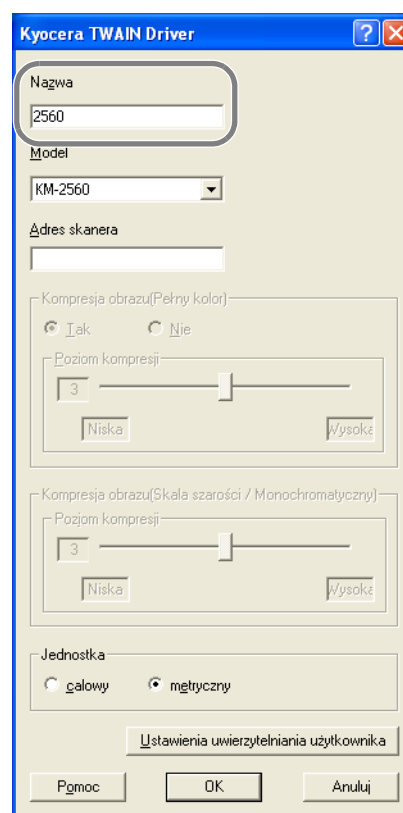 Kyocera TWAIN Driver
Nazwa
2560
Model
KM-2560
Adres skanera
Kompresja obrazu(Pełny kolor)
Tak Nie
Poziom kompresji
3
Niska Wysoka
Kompresja obrazu(Skala szarości / Monochromatyczny)
Poziom kompresji
3
Niska Wysoka
Jednostka
calowy metryczny
Ustawienia uwierzytelniania użytkownika
Pomoc OK Anuluj